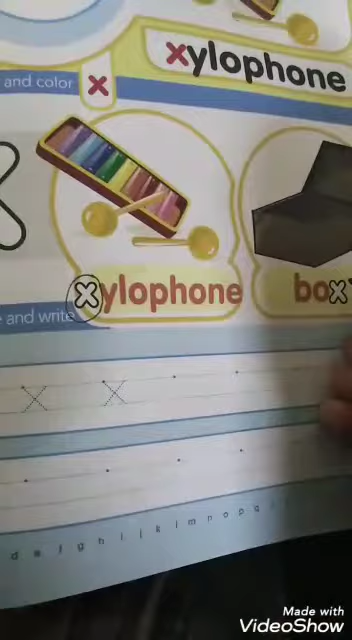 xylophone
and color x
xylophone
box
and write
x x
d e f g h i j k l m n o p q
Made with
VideoShow